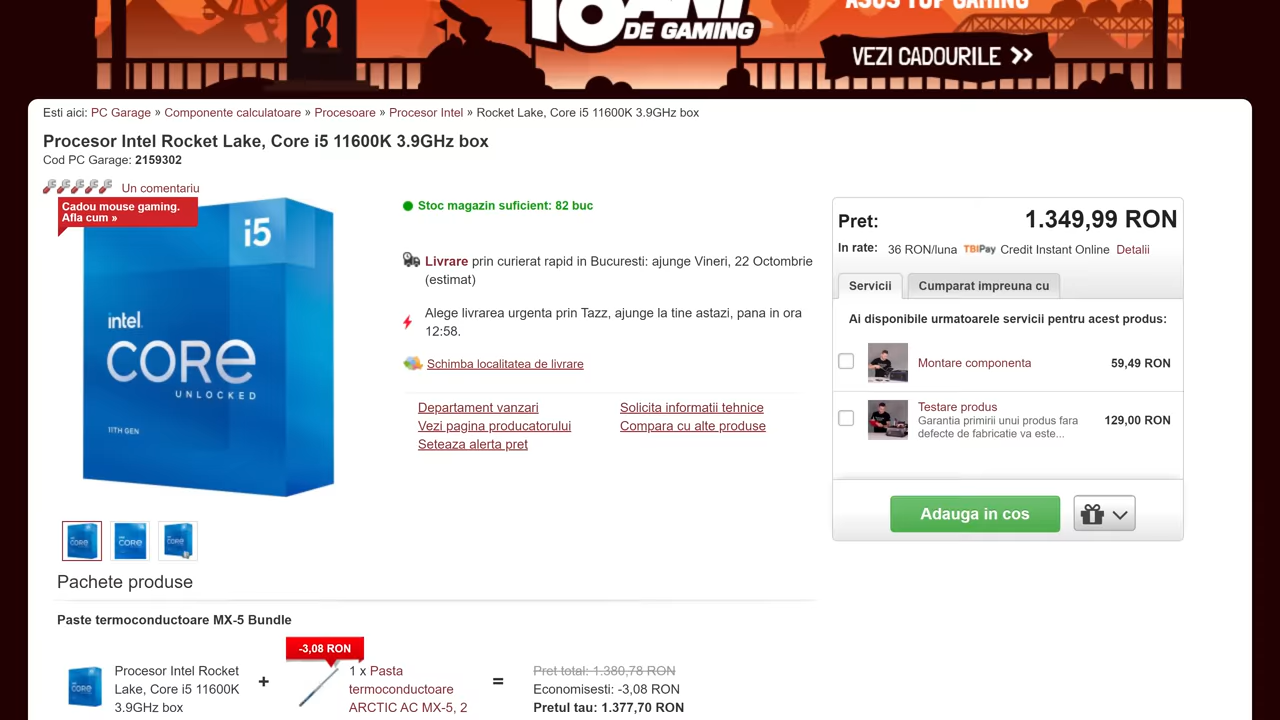 10 ANI
DE GAMING
ASUS TUF GAMING
VEZI CADOURILE >>
Esti aici: PC Garage » Componente calculatoare » Procesoare » Procesor Intel » Rocket Lake, Core i5 11600K 3.9GHz box
Procesor Intel Rocket Lake, Core i5 11600K 3.9GHz box
Cod PC Garage: 2159302
Un comentariu
Cadou mouse gaming.
Afla cum »
i5
intel.
CORE
UNLOCKED
11TH GEN
Stoc magazin suficient: 82 buc
Livrare prin curierat rapid in Bucuresti: ajunge Vineri, 22 Octombrie
(estimat)
Alege livrarea urgenta prin Tazz, ajunge la tine astazi, pana in ora
12:58.
Schimba localitatea de livrare
Departament vanzari
Solicita informatii tehnice
Vezi pagina producatorului
Compara cu alte produse
Seteaza alerta pret
Pret: 1.349,99 RON
In rate: 36 RON/luna TBIPay Credit Instant Online Detalii
Servicii
Cumparat impreuna cu
Ai disponibile urmatoarele servicii pentru acest produs:
Montare componenta 59,49 RON
Testare produs
Garantia primirii unui produs fara
defecte de fabricatie va este...
129,00 RON
Adauga in cos
Pachete produse
Paste termoconductoare MX-5 Bundle
-3,08 RON
Procesor Intel Rocket
Lake, Core i5 11600K
3.9GHz box
+
1 x Pasta
termoconductoare
ARCTIC AC MX-5, 2
=
Pret total: 1.380,78 RON
Economisesti: -3,08 RON
Pretul tau: 1.377,70 RON